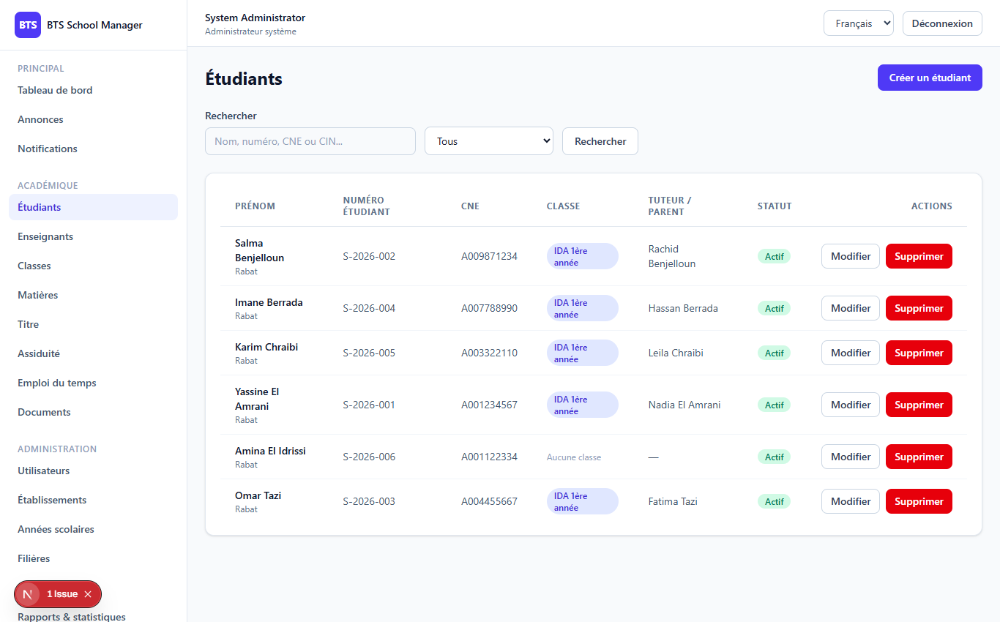 BTS
BTS School Manager
PRINCIPAL
Tableau de bord
Annonces
Notifications
ACADÉMIQUE
Étudiants
Enseignants
Classes
Matières
Titre
Assiduité
Emploi du temps
Documents
ADMINISTRATION
Utilisateurs
Établissements
Années scolaires
Filières
N 1 Issue ×
Rapports & statistiques
System Administrator
Administrateur système
Français
Déconnexion
Étudiants
Créer un étudiant
Rechercher
Nom, numéro, CNE ou CIN...
Tous
Rechercher
PRÉNOM
NUMÉRO
ÉTUDIANT
CNE
CLASSE
TUTEUR /
PARENT
STATUT
ACTIONS
Salma
Benjelloun
Rabat
S-2026-002
A009871234
IDA 1ère
année
Rachid
Benjelloun
Actif
Modifier
Supprimer
Imane Berrada
Rabat
S-2026-004
A007788990
IDA 1ère
année
Hassan Berrada
Actif
Modifier
Supprimer
Karim Chraibi
Rabat
S-2026-005
A003322110
IDA 1ère
année
Leila Chraibi
Actif
Modifier
Supprimer
Yassine El
Amrani
Rabat
S-2026-001
A001234567
IDA 1ère
année
Nadia El Amrani
Actif
Modifier
Supprimer
Amina El Idrissi
Rabat
S-2026-006
A001122334
Aucune classe
—
Actif
Modifier
Supprimer
Omar Tazi
Rabat
S-2026-003
A004455667
IDA 1ère
année
Fatima Tazi
Actif
Modifier
Supprimer